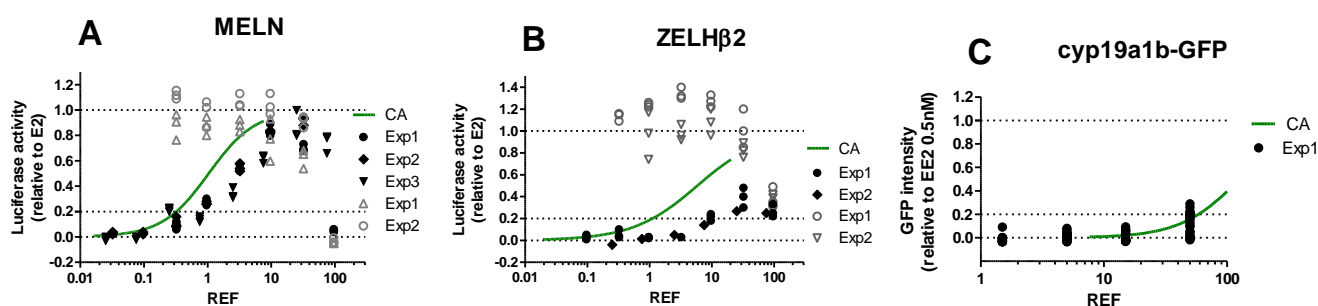 A
MELN
Luciferase activity
(relative to E2)
1.2
1.0
0.8
0.6
0.4
0.2
0.0
-0.2
0.01
0.1
1
10
100
REF
CA
Exp1
Exp2
Exp3
Exp1
Exp2
B
ZELHβ2
Luciferase activity
(relative to E2)
1.4
1.2
1.0
0.8
0.6
0.4
0.2
0.0
-0.2
0.01
0.1
1
10
100
REF
CA
Exp1
Exp2
Exp1
Exp2
C
cyp19a1b-GFP
GFP intensity
(relative to EE2 0.5nM)
1.2
1.0
0.8
0.6
0.4
0.2
0.0
-0.2
1
10
100
REF
CA
Exp1